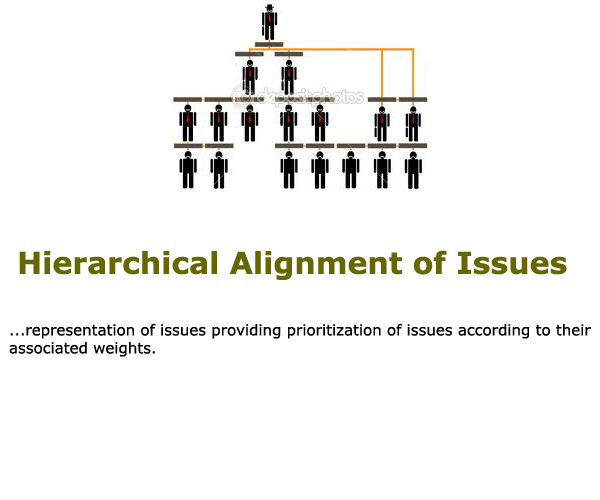 depositphotos
Hierarchical Alignment of Issues
...representation of issues providing prioritization of issues according to their
associated weights.